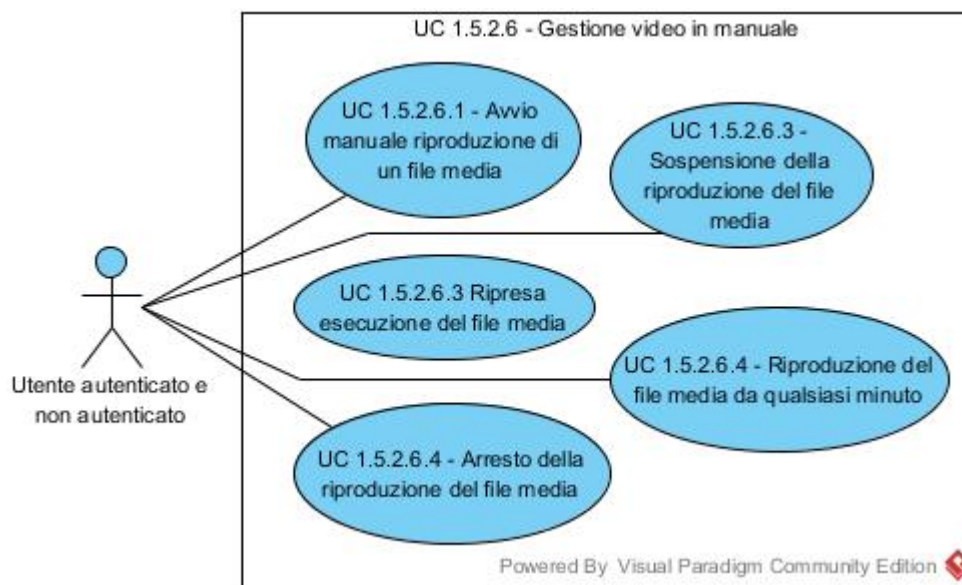 UC 1.5.2.6 - Gestione video in manuale
UC 1.5.2.6.1 - Avvio
manuale riproduzione di
un file media
UC 1.5.2.6.3 -
Sospensione della
riproduzione del file
media
UC 1.5.2.6.3 Ripresa
esecuzione del file media
UC 1.5.2.6.4 - Riproduzione del
file media da qualsiasi minuto
Utente autenticato e
non autenticato
UC 1.5.2.6.4 - Arresto della
riproduzione del file media
Powered By Visual Paradigm Community Edition